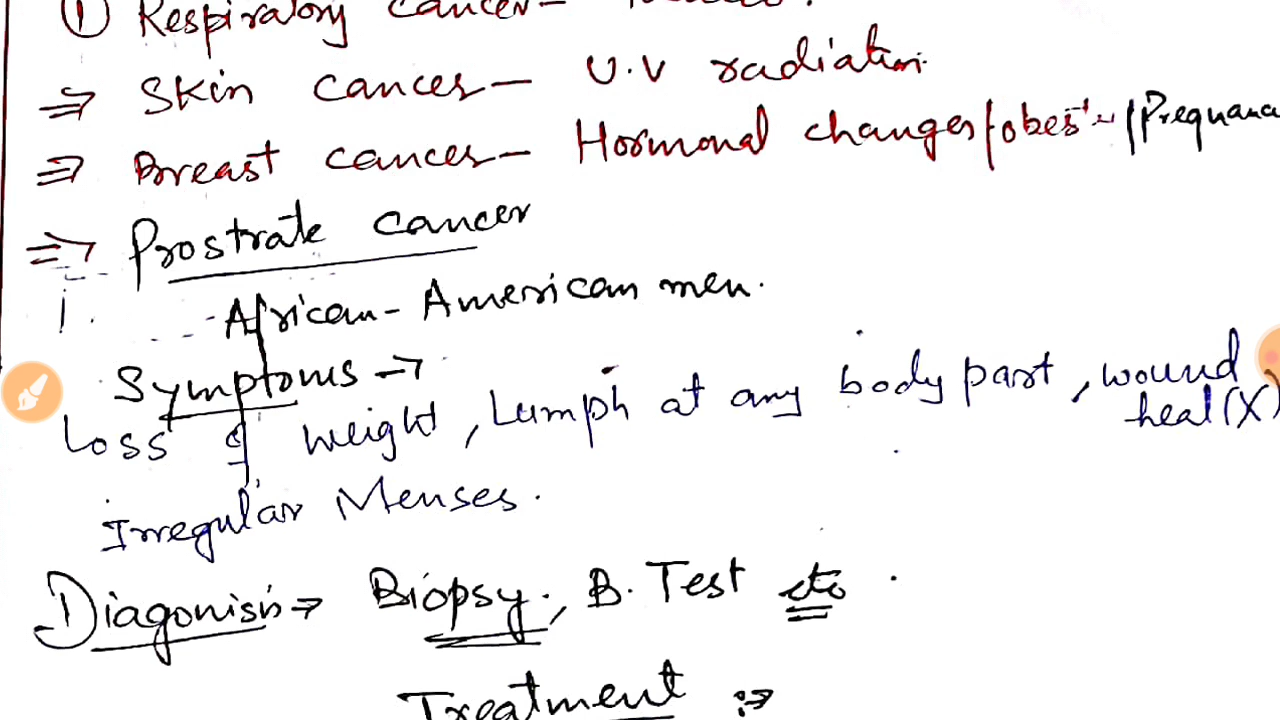 ① Respiratory cancer-
⇒ Skin cancer- U.V radiation.
⇒ Breast cancer- Hormonal changes/obesity/Pregnanc
⇒ Prostrate cancer
i.
African-American men.
Symptoms →
Loss of weight, Lumph at any body part, wound heal(X)
Irregular Menses.
Diagonisis ⇒ Biopsy., B. Test etc.
Treatment :→